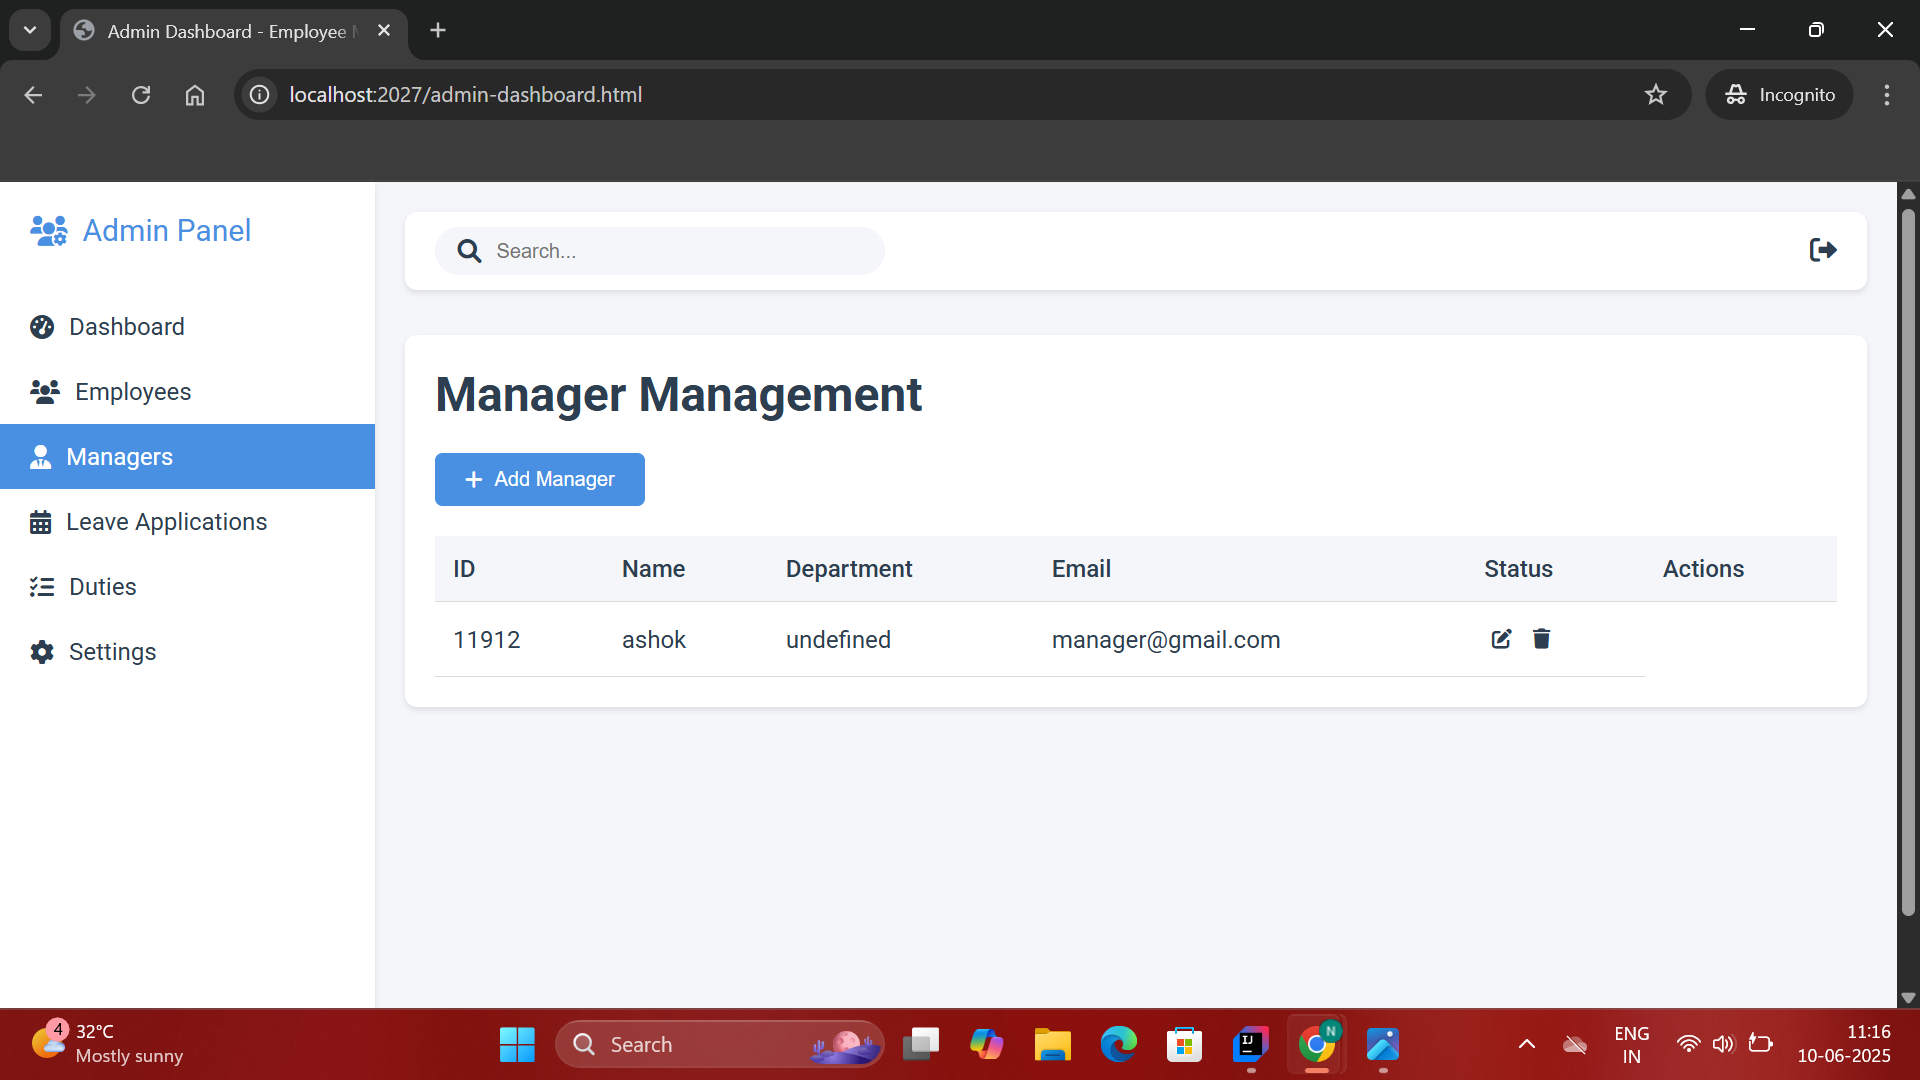 Admin Dashboard - Employee
localhost:2027/admin-dashboard.html
Incognito
Admin Panel
Search...
Dashboard
Employees
Managers
Leave Applications
Duties
Settings
Manager Management
+ Add Manager
ID Name Department Email Status Actions
11912 ashok undefined manager@gmail.com
4
32°C
Mostly sunny
Search
IJ
N
ENG
IN
11:16
10-06-2025